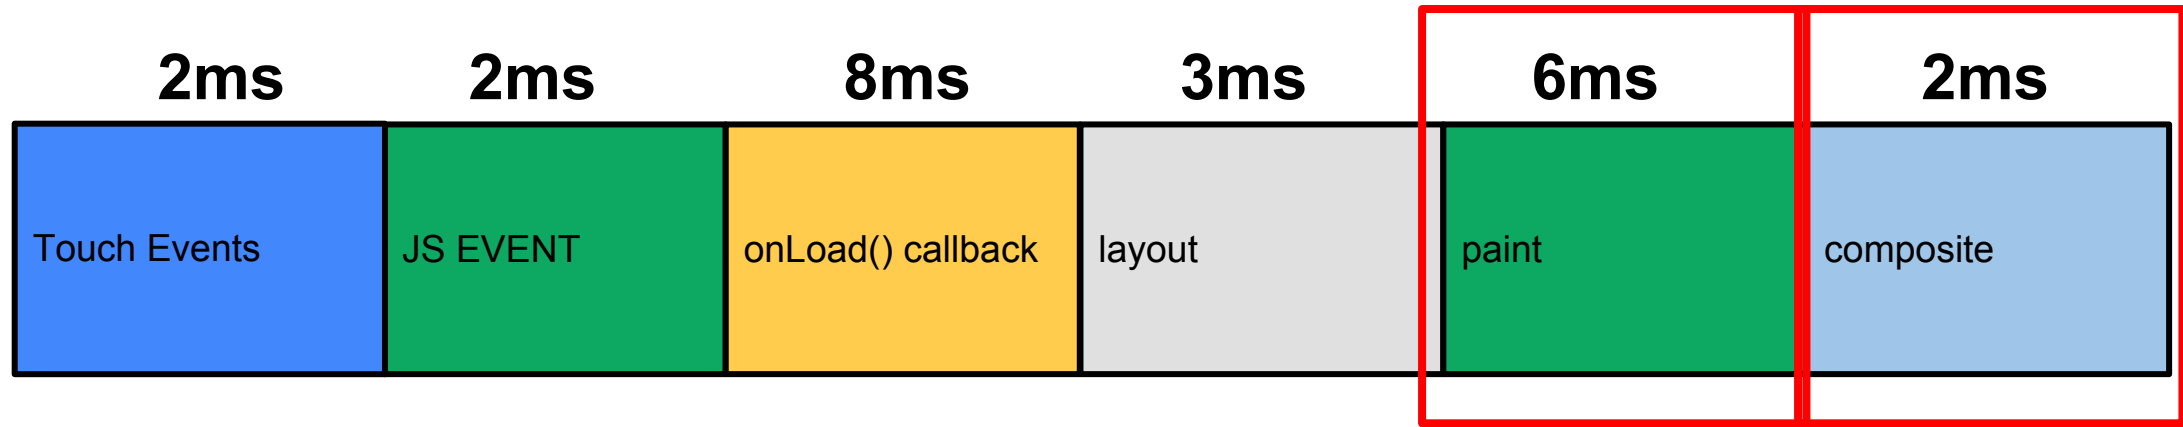 2ms
2ms
8ms
3ms
6ms
2ms
Touch Events
JS EVENT
onLoad() callback
layout
paint
composite